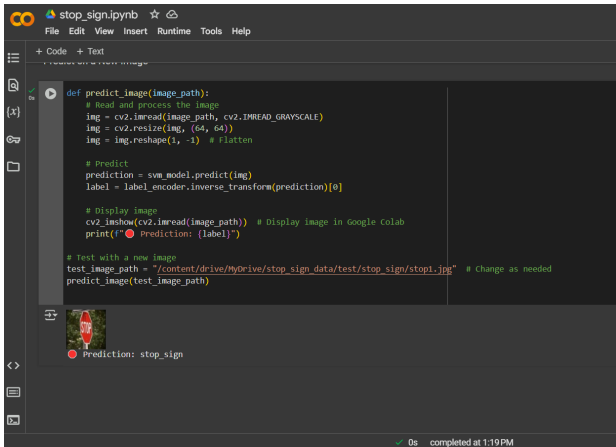 stop_sign.ipynb
File Edit View Insert Runtime Tools Help
+ Code + Text
0s
def predict_image(image_path):
# Read and process the image
img = cv2.imread(image_path, cv2.IMREAD_GRAYSCALE)
img = cv2.resize(img, (64, 64))
img = img.reshape(1, -1) # Flatten
# Predict
prediction = svm_model.predict(img)
label = label_encoder.inverse_transform(prediction)[0]
# Display image
cv2_imshow(cv2.imread(image_path)) # Display image in Google Colab
print(f"🔴 Prediction: {label}")
# Test with a new image
test_image_path = "/content/drive/MyDrive/stop_sign_data/test/stop_sign/stop1.jpg" # Change as needed
predict_image(test_image_path)
STOP
🔴 Prediction: stop_sign
0s completed at 1:19 PM